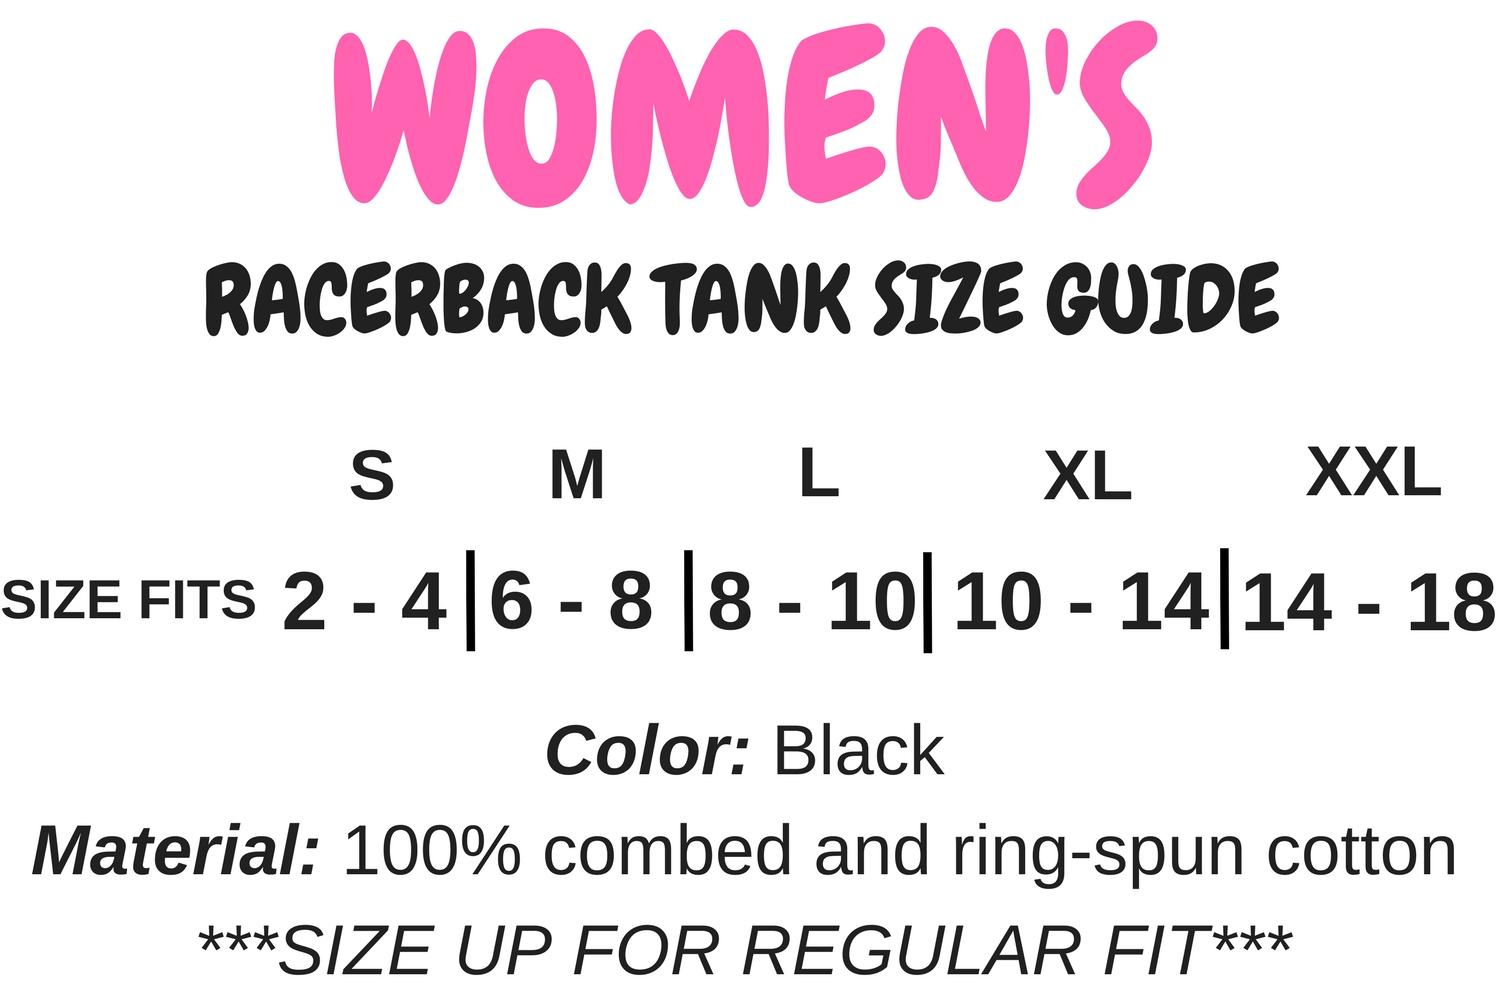 WOMEN'S
RACERBACK TANK SIZE GUIDE
S M L XL XXL
SIZE FITS 2 - 4 | 6 - 8 | 8 - 10 | 10 - 14 | 14 - 18
Color: Black
Material: 100% combed and ring-spun cotton
***SIZE UP FOR REGULAR FIT***